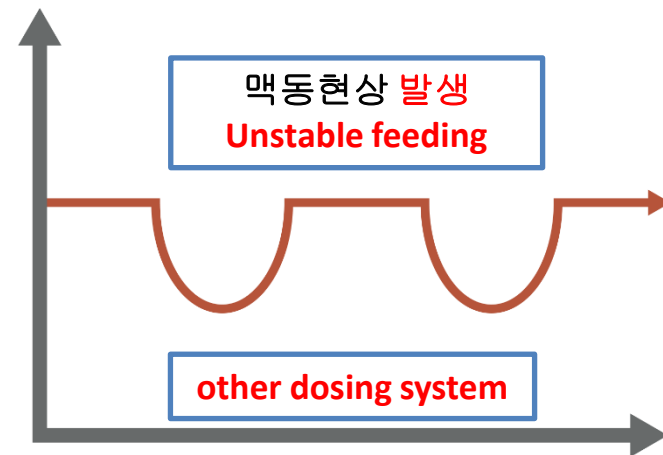 맥동현상 발생
Unstable feeding
other dosing system